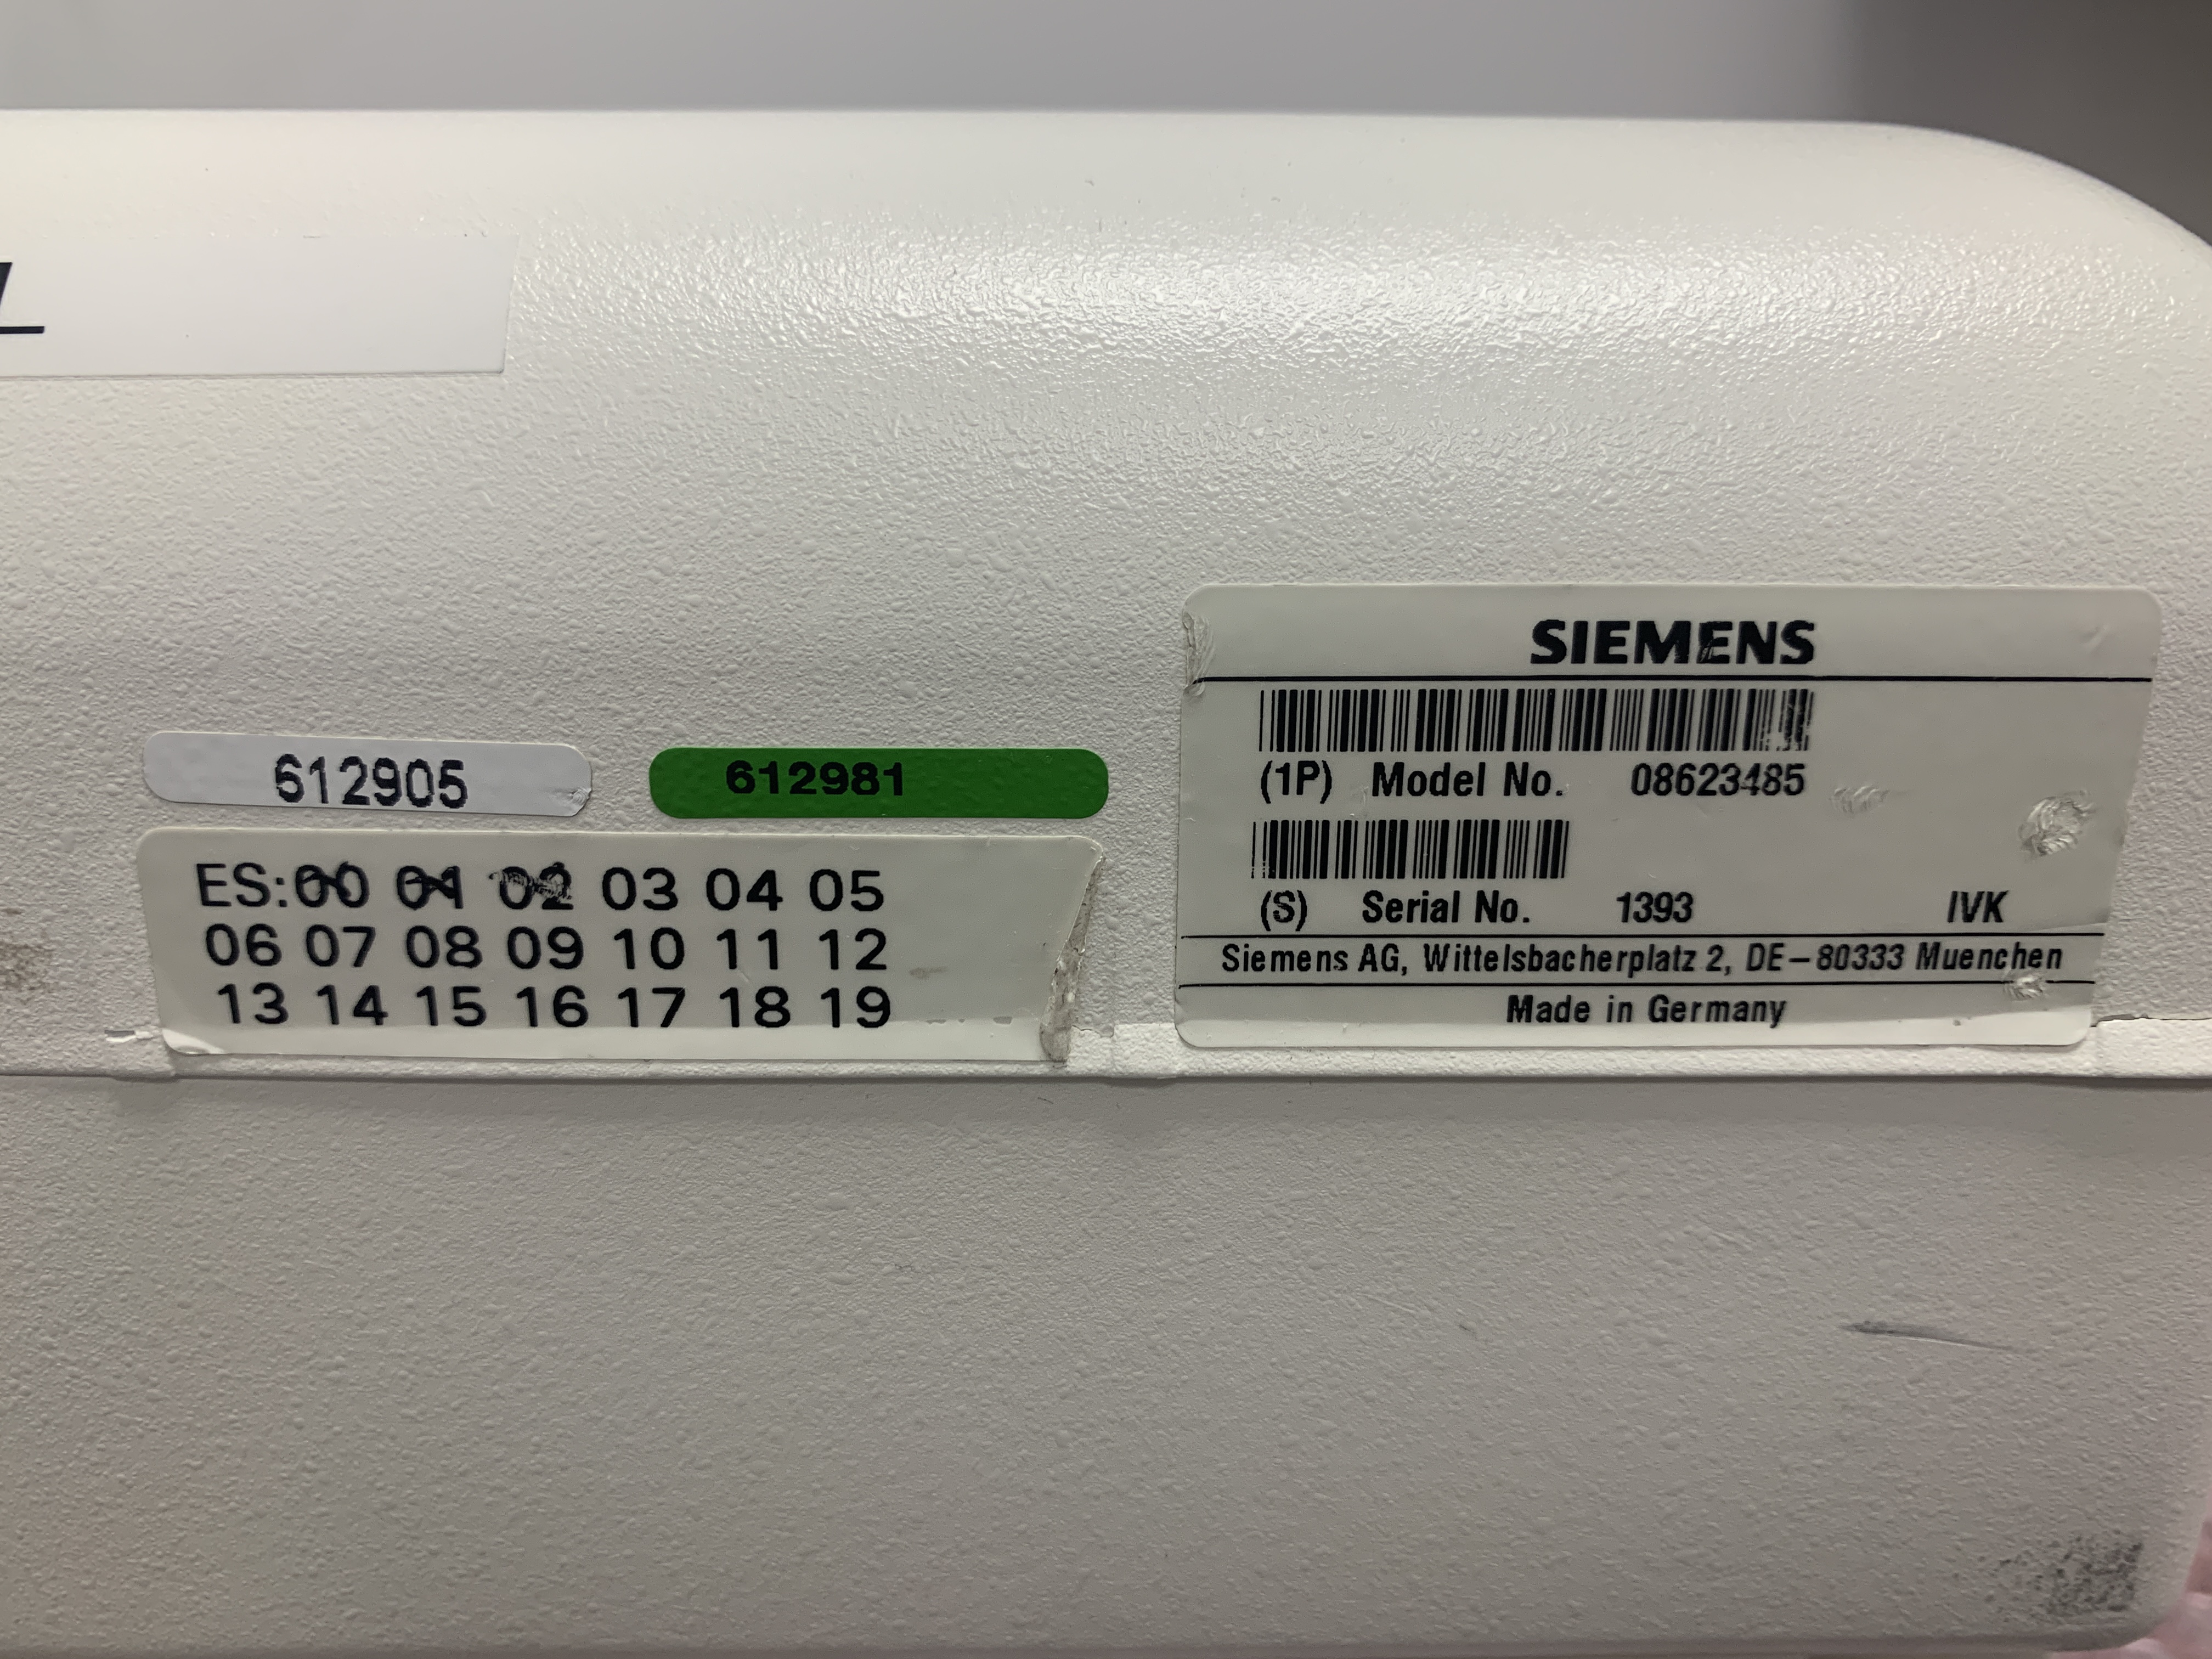 612905
612981
ES:00 01 02 03 04 05
06 07 08 09 10 11 12
13 14 15 16 17 18 19
SIEMENS
(1P) Model No. 08623485
(S) Serial No. 1393 IVK
Siemens AG, Wittelsbacherplatz 2, DE-80333 Muenchen
Made in Germany